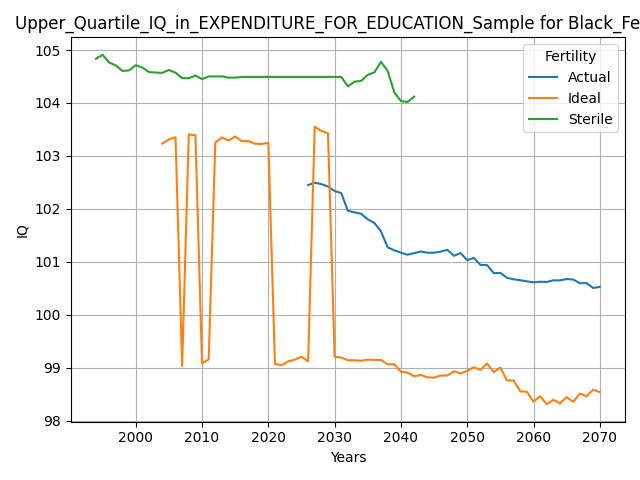 Upper_Quartile_IQ_in_EXPENDITURE_FOR_EDUCATION_Sample for Black_Fe
105
104
103
102
101
100
99
98
IQ
Fertility
Actual
Ideal
Sterile
2000
2010
2020
2030
2040
2050
2060
2070
Years